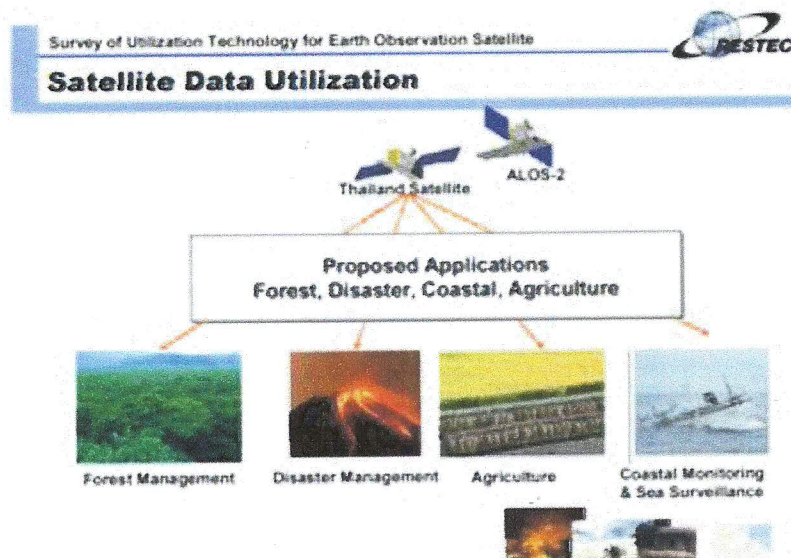 Survey of Utilization Technology for Earth Observation Satellite
RESTEC
Satellite Data Utilization
Thailand Satellite
ALOS-2
Proposed Applications
Forest, Disaster, Coastal, Agriculture
Forest Management
Disaster Management
Agriculture
Coastal Monitoring
& Sea Surveillance